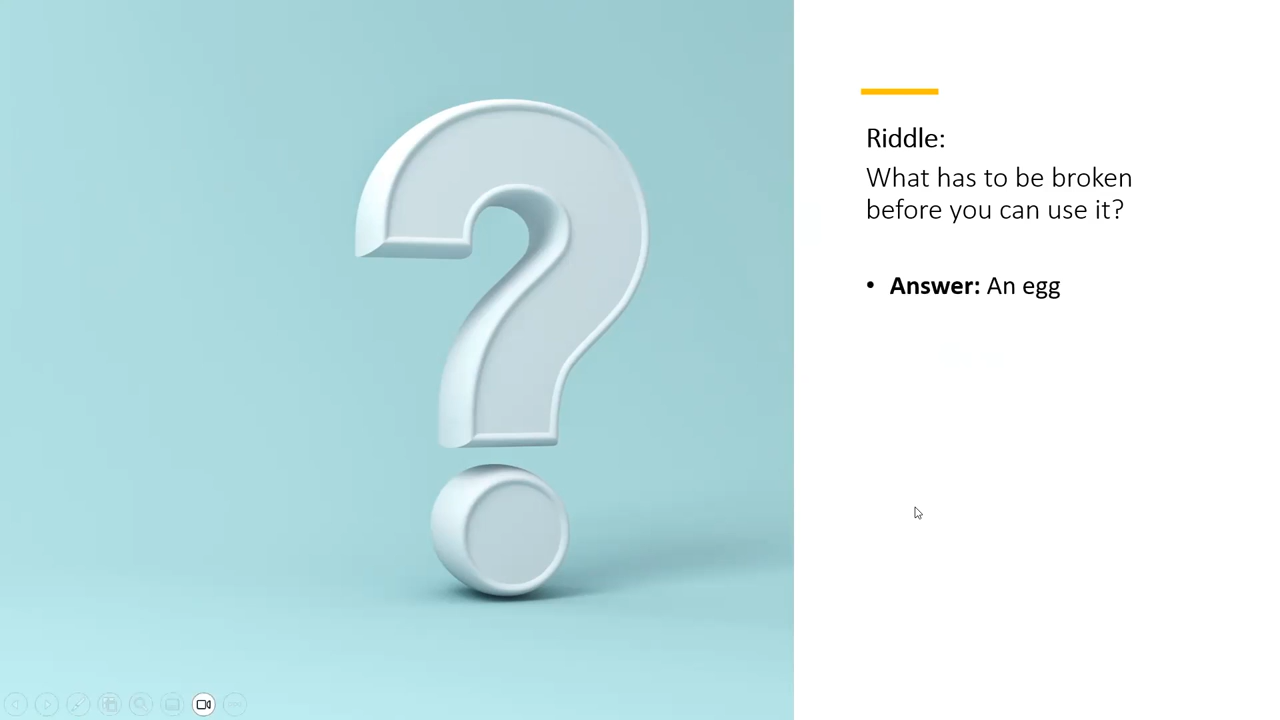 Riddle:
What has to be broken
before you can use it?
• Answer: An egg